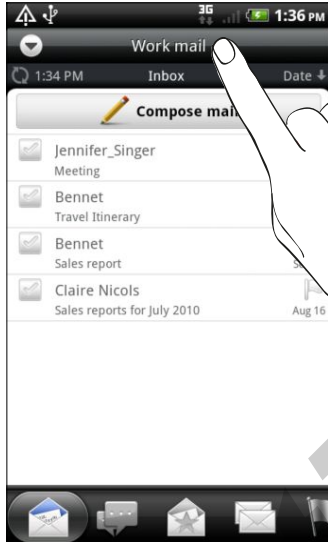 3G 1:36 PM
Work mail
1:34 PM Inbox Date
Compose mai
Jennifer_Singer
Meeting
Bennet
Travel Itinerary
Bennet
Sales report
Claire Nicols
Sales reports for July 2010 Aug 16